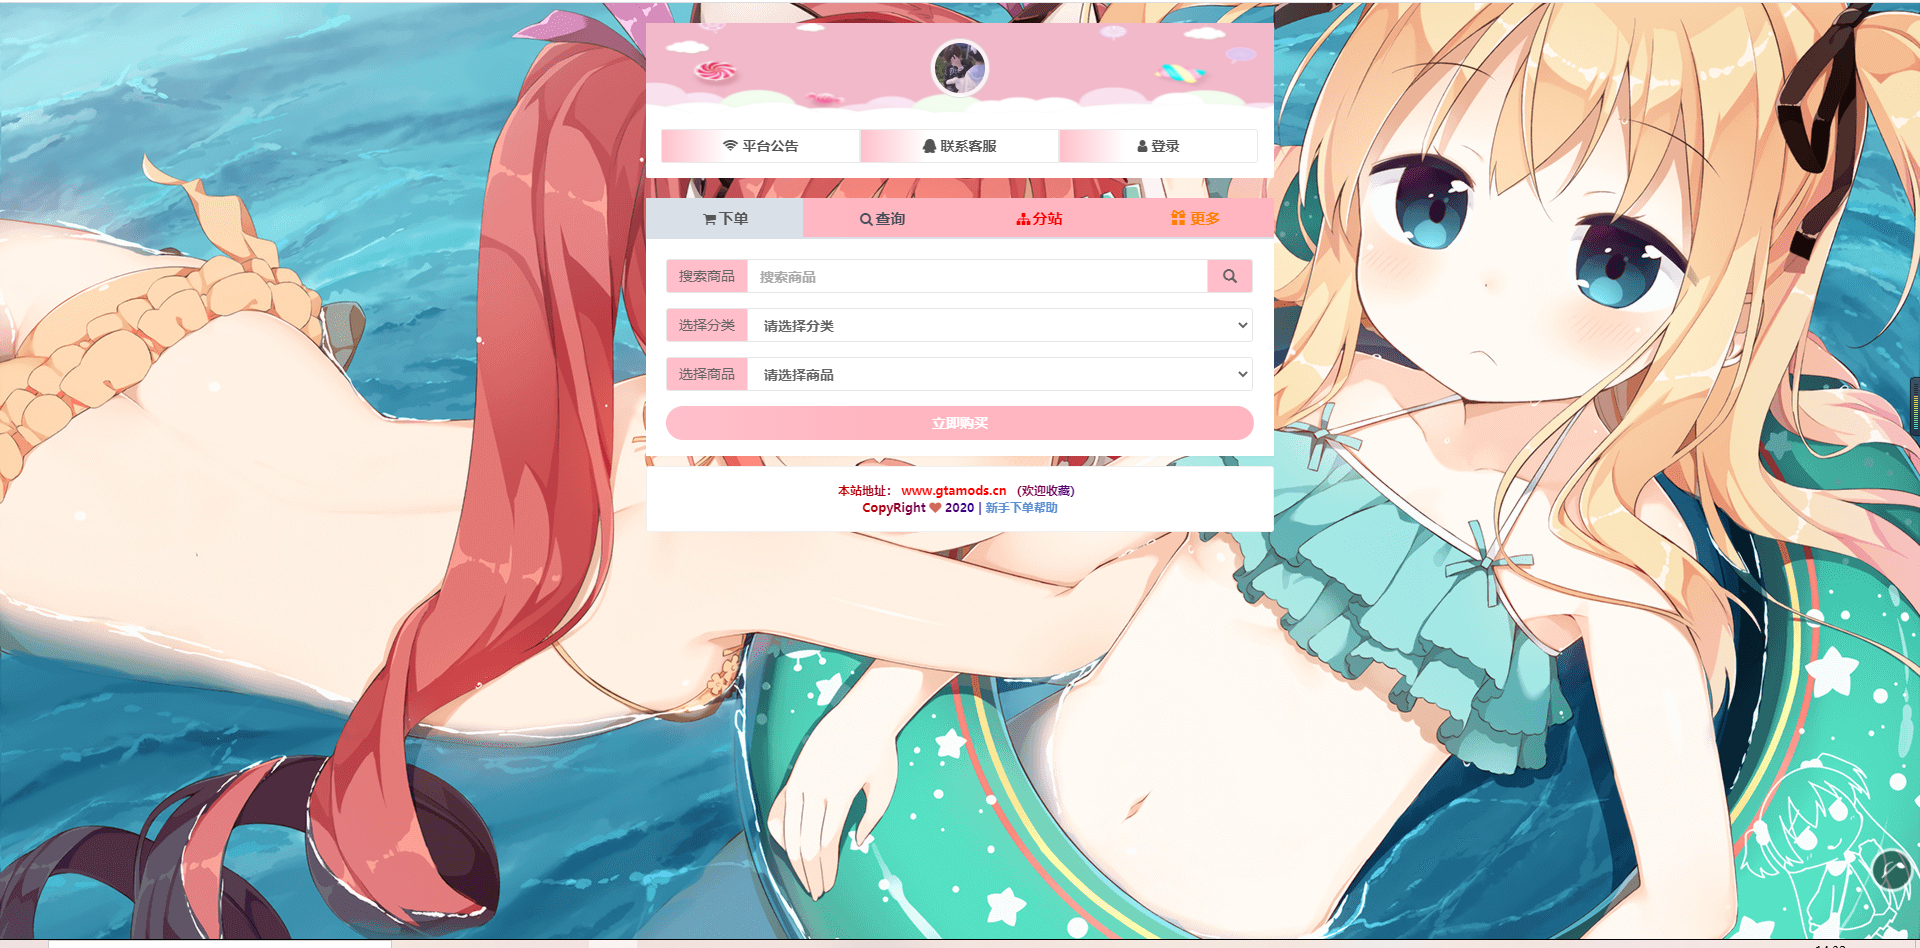 平台公告
联系客服
登录
下单
查询
分站
更多
搜索商品 搜索商品
选择分类 请选择分类
选择商品 请选择商品
立即购买
本站地址： www.gtamods.cn （欢迎收藏）
CopyRight ❤ 2020 | 新手下单帮助